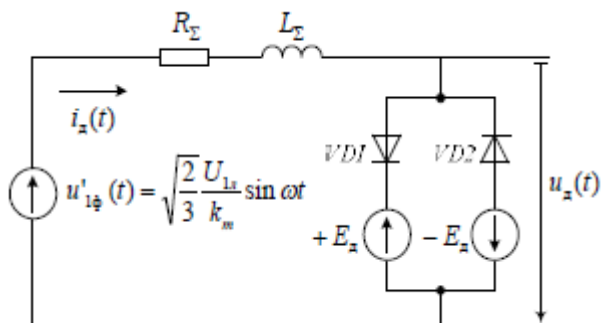 R_Σ L_Σ
i_д(t)
VD1 VD2 u_д(t)
u'_1ф (t) = √(2/3) U_1л/k_m sin ωt
+ E_д − E_д